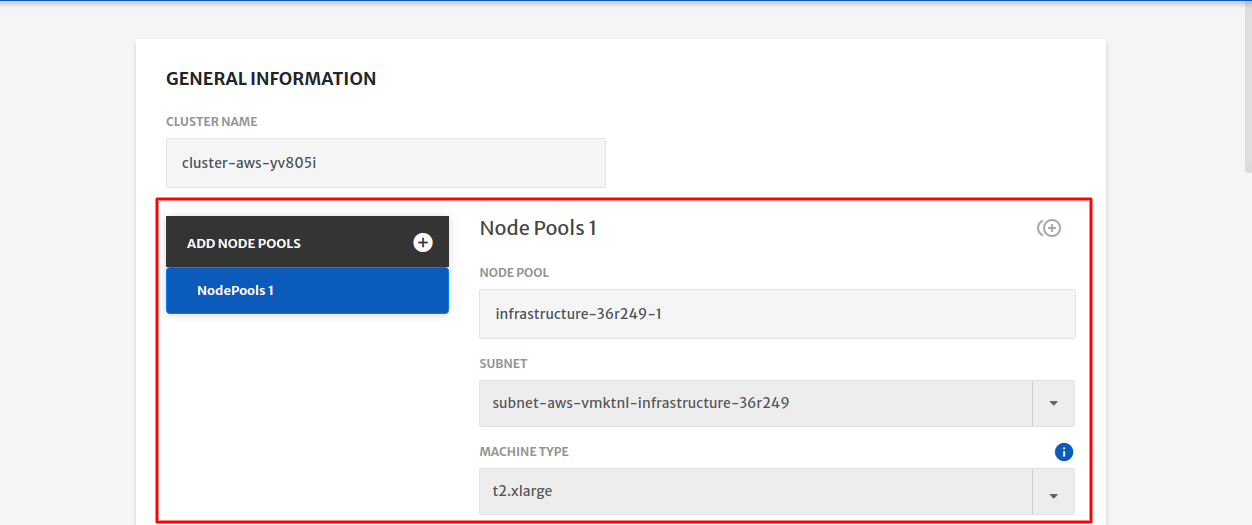 GENERAL INFORMATION
CLUSTER NAME
cluster-aws-yv805i
ADD NODE POOLS
NodePools 1
Node Pools 1
NODE POOL
infrastructure-36r249-1
SUBNET
subnet-aws-vmktnl-infrastructure-36r249
MACHINE TYPE
t2.xlarge